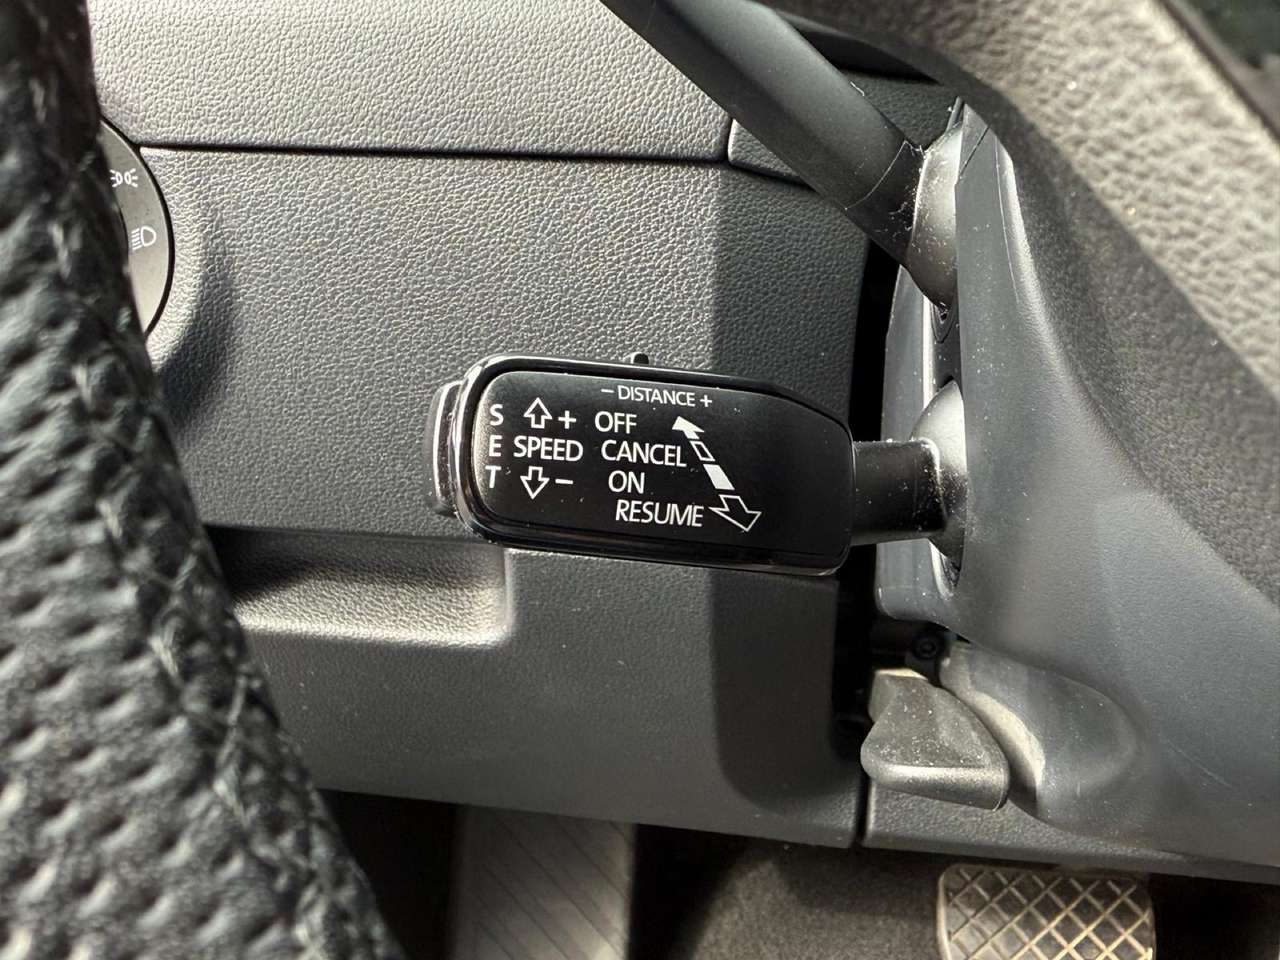 – DISTANCE +
S + OFF
E SPEED CANCEL
T – ON
RESUME